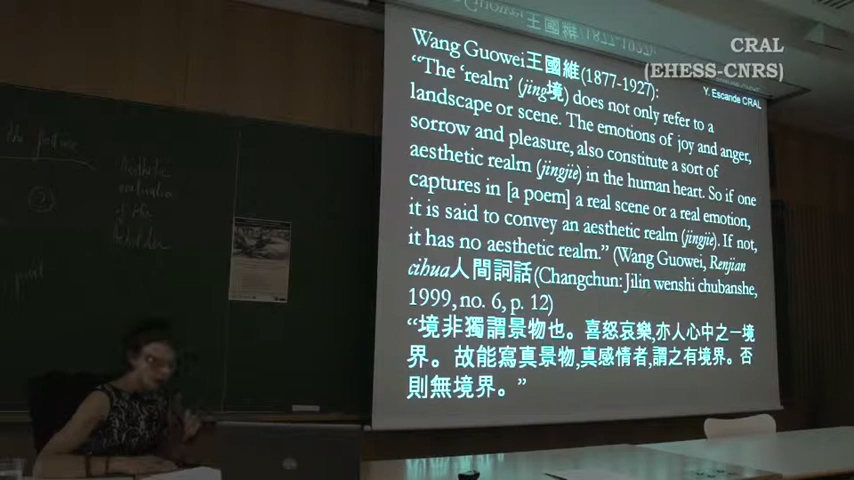 CRAL
(EHESS-CNRS)
Y. Escande CRAL
Wang Guowei王國維(1877-1927):
“The ‘realm’ (jing境) does not only refer to a
landscape or scene. The emotions of joy and anger,
sorrow and pleasure, also constitute a sort of
aesthetic realm (jingjie) in the human heart. So if one
captures in [a poem] a real scene or a real emotion,
it is said to convey an aesthetic realm (jingjie). If not,
it has no aesthetic realm.” (Wang Guowei, Renjian
cihua人間詞話(Changchun: Jilin wenshi chubanshe,
1999, no. 6, p. 12)
“境非獨謂景物也。喜怒哀樂,亦人心中之一境
界。故能寫真景物,真感情者,謂之有境界。否
則無境界。”